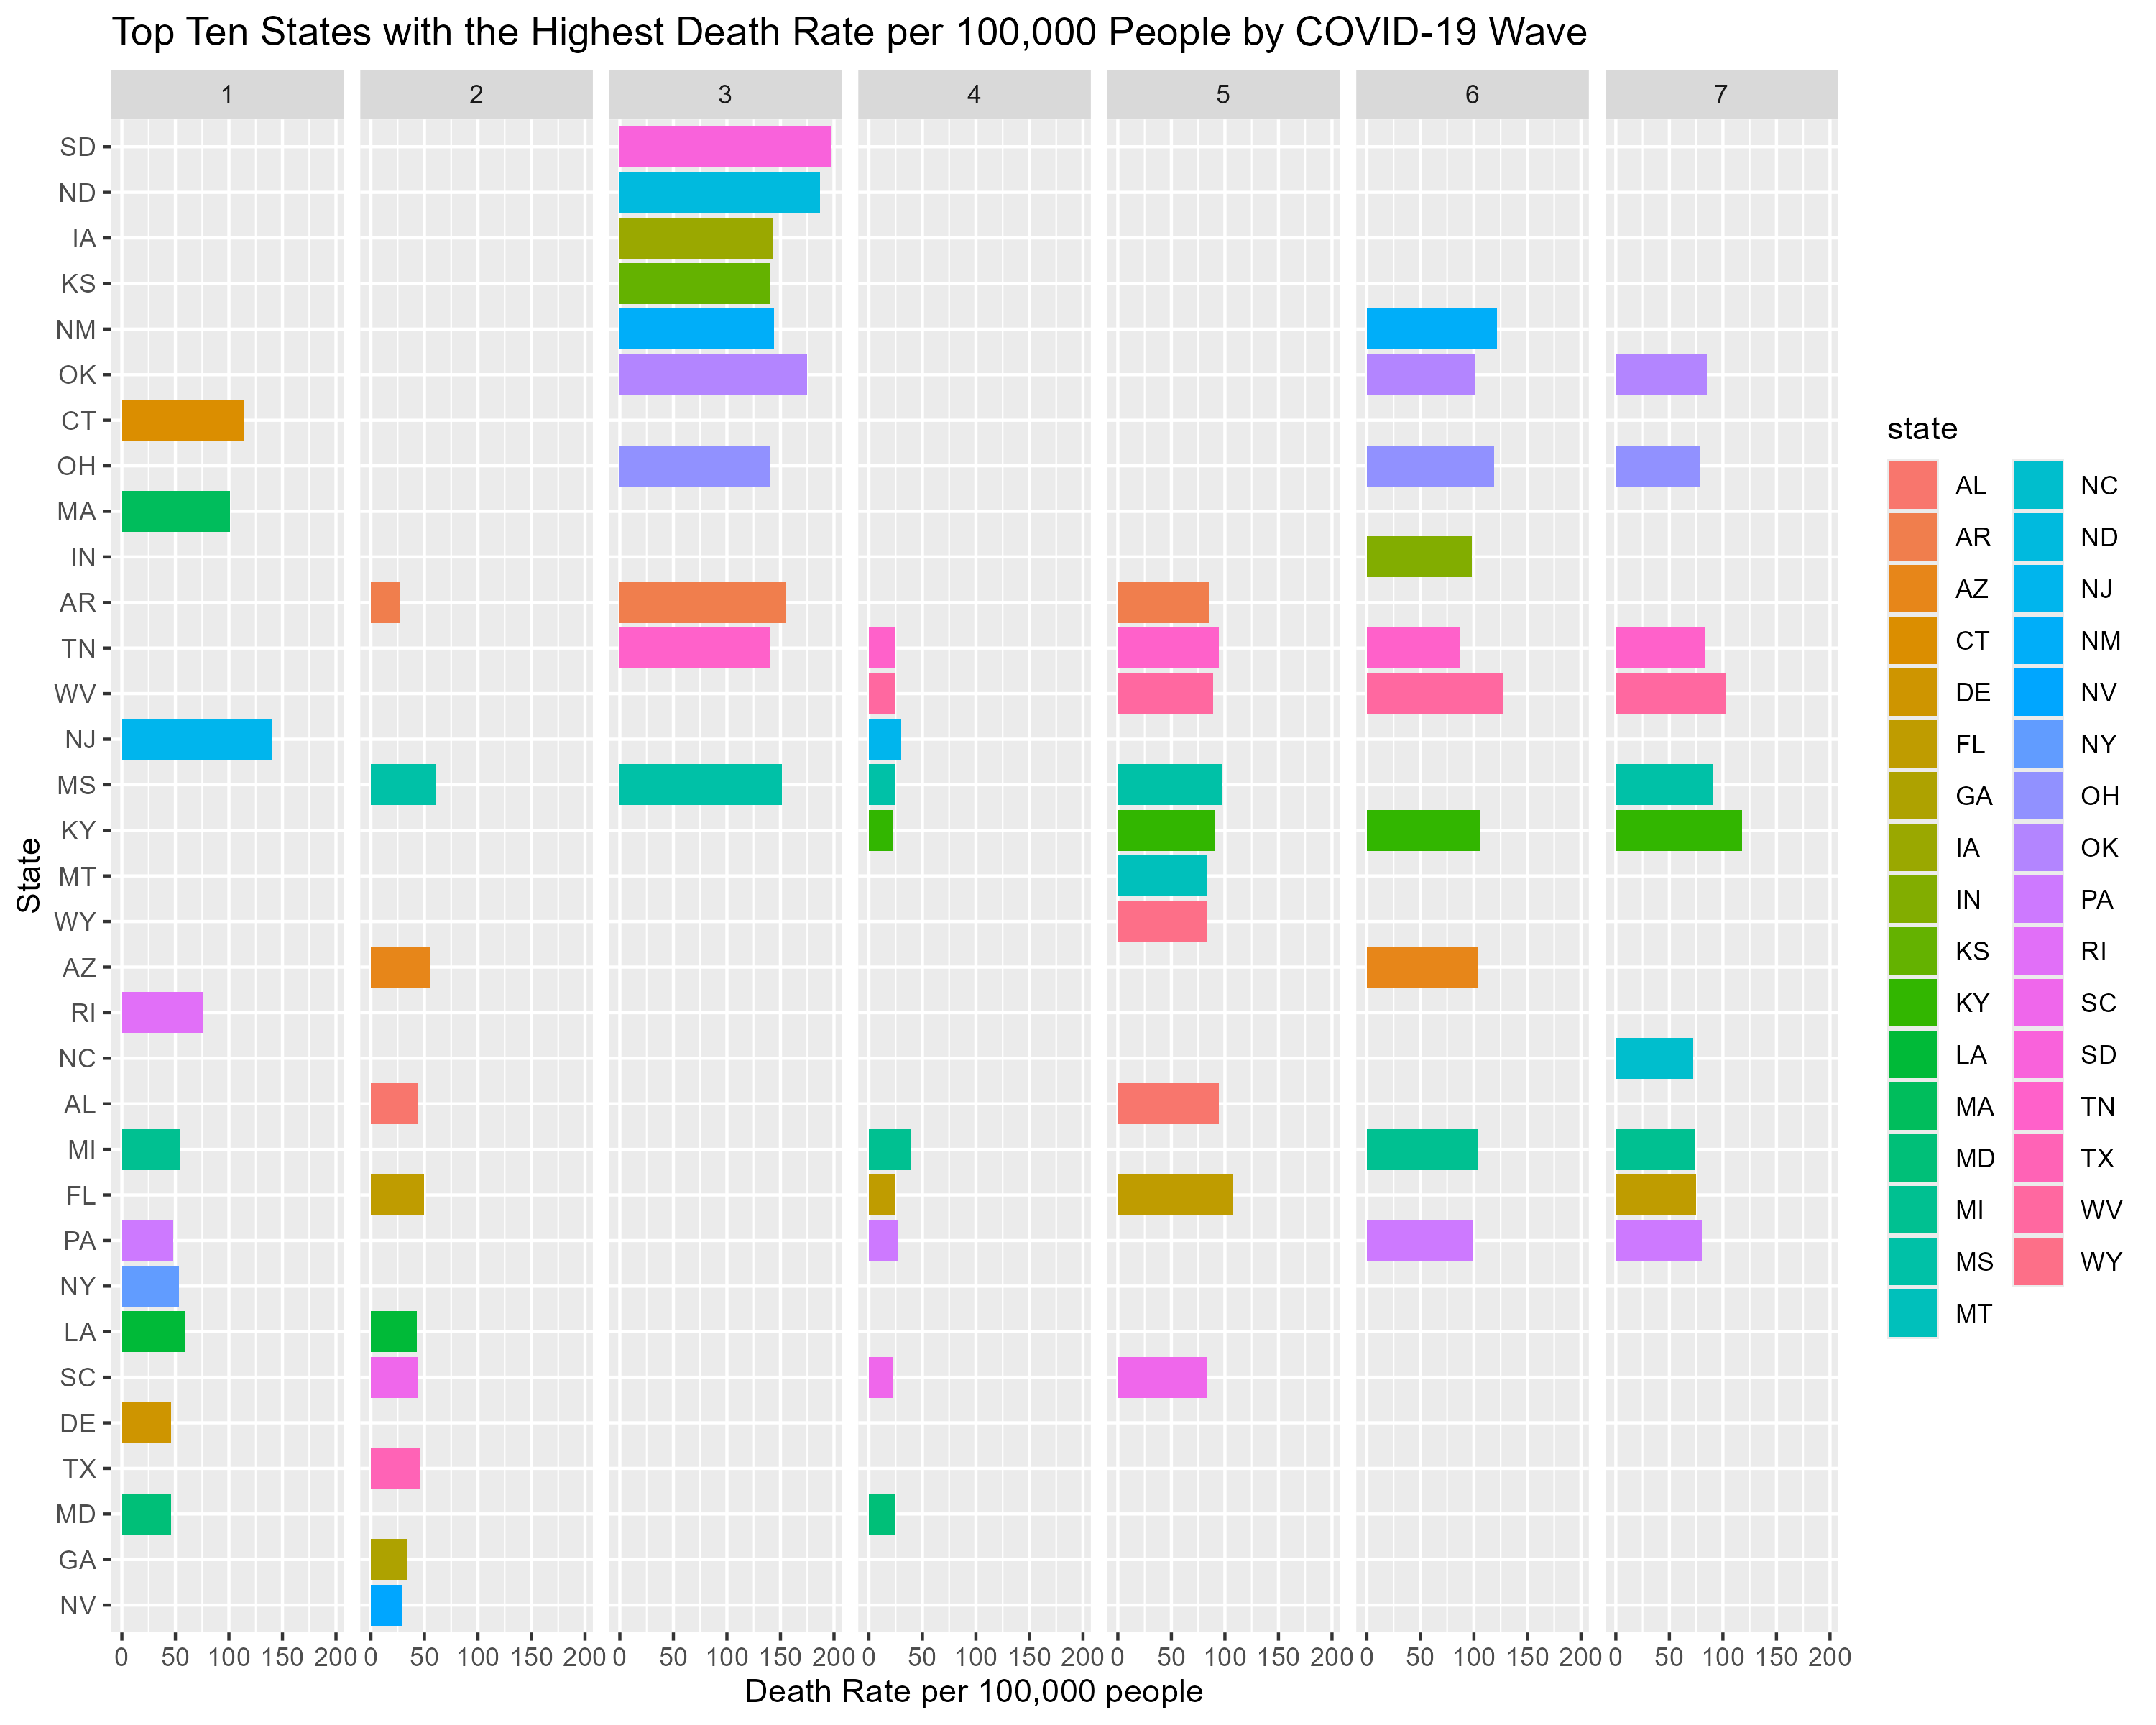 Top Ten States with the Highest Death Rate per 100,000 People by COVID-19 Wave
1 2 3 4 5 6 7
SD
ND
IA
KS
NM
OK
CT
OH
MA
IN
AR
TN
WV
NJ
MS
KY
MT
WY
AZ
RI
NC
AL
MI
FL
PA
NY
LA
SC
DE
TX
MD
GA
NV
State
0 50 100 150 200 0 50 100 150 200 0 50 100 150 200 0 50 100 150 200 0 50 100 150 200 0 50 100 150 200 0 50 100 150 200
Death Rate per 100,000 people
state
AL NC
AR ND
AZ NJ
CT NM
DE NV
FL NY
GA OH
IA OK
IN PA
KS RI
KY SC
LA SD
MA TN
MD TX
MI WV
MS WY
MT